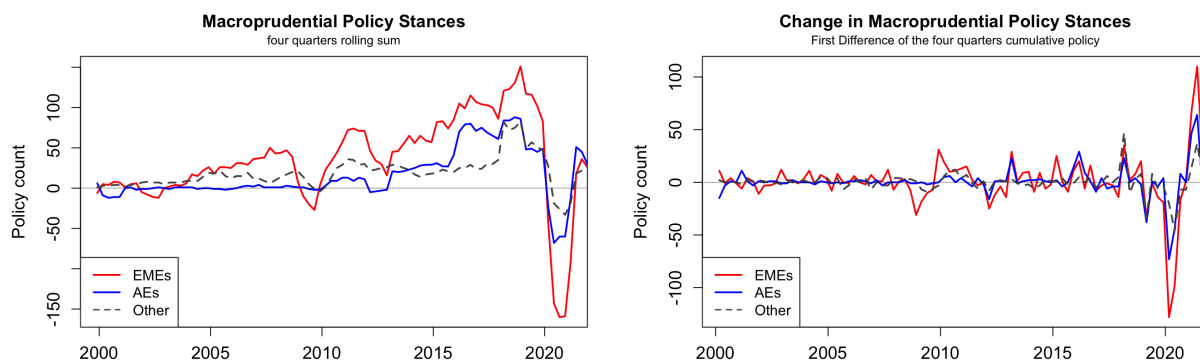 Macroprudential Policy Stances
four quarters rolling sum
Policy count
100
50
0
-50
-150
EMEs
AEs
Other
2000 2005 2010 2015 2020
Change in Macroprudential Policy Stances
First Difference of the four quarters cumulative policy
Policy count
100
50
0
-50
-100
EMEs
AEs
Other
2000 2005 2010 2015 2020